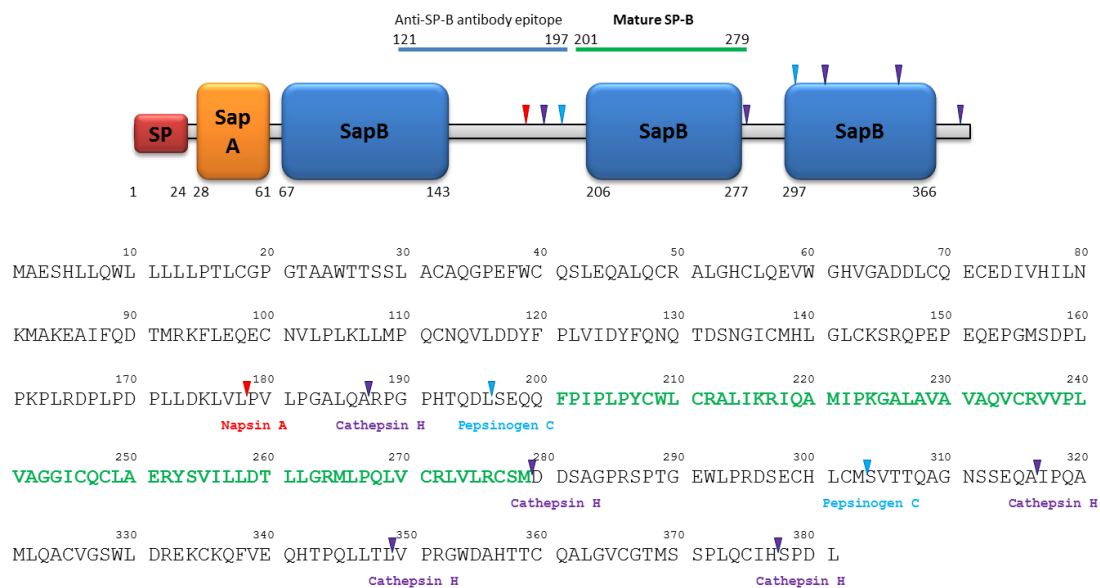 Anti-SP-B antibody epitope Mature SP-B
121 197 201 279
SP Sap A SapB SapB SapB
1 24 28 61 67 143 206 277 297 366
10 20 30 40 50 60 70 80
MAESHLLQWL LLLLPTLCGP GTAAWTTSSL ACAQGPEFWC QSLEQALQCR ALGHCLQEVW GHVGADDLCQ ECEDIVHILN
90 100 110 120 130 140 150 160
KMAKEAIFQD TMRKFLEQEC NVLPLKLLMP QCNQVLDDYF PLVIDYFQNQ TDSNGICMHL GLCKSRQPEP EQEPGMSDPL
170 180 190 200 210 220 230 240
PKPLRDPLPD PLLDKLVLPV LPGALQARPG PHTQDLSEQQ FPIPLPYCWL CRALIKRIQA MIPKGALAVA VAQVCRVVPL
Napsin A Cathepsin H Pepsinogen C
250 260 270 280 290 300 310 320
VAGGICQCLA ERYSVILLDT LLGRMLPQLV CRLVLRCSMD DSAGPRSPTG EWLPRDSECH LCMSVTTQAG NSSEQAIPQA
Cathepsin H Pepsinogen C Cathepsin H
330 340 350 360 370 380
MLQACVGSWL DREKCKQFVE QHTPQLLTLV PRGWDAHTTC QALGVCGTMS SPLQCIHSPD L
Cathepsin H Cathepsin H